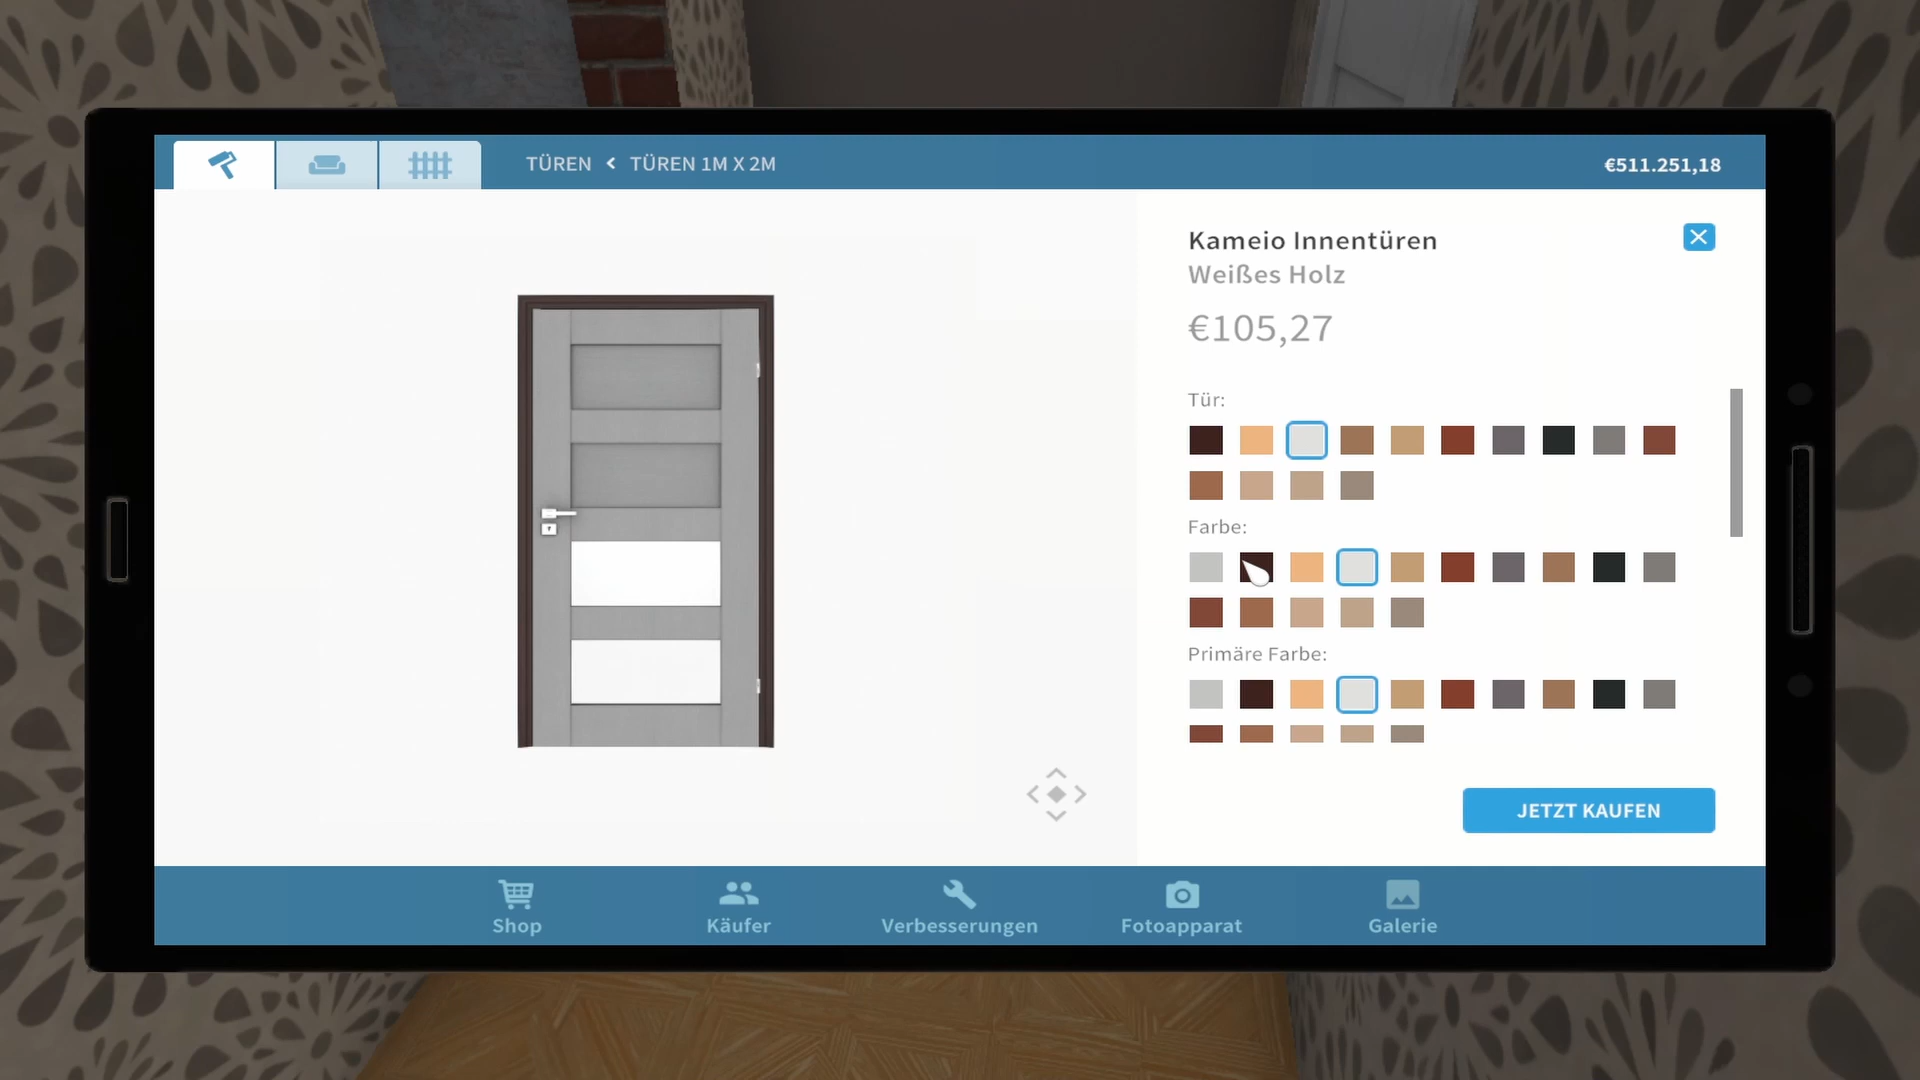 TÜREN < TÜREN 1M X 2M
€511.251,18
Kameio Innentüren
Weißes Holz
€105,27
Tür:
Farbe:
Primäre Farbe:
JETZT KAUFEN
Shop
Käufer
Verbesserungen
Fotoapparat
Galerie